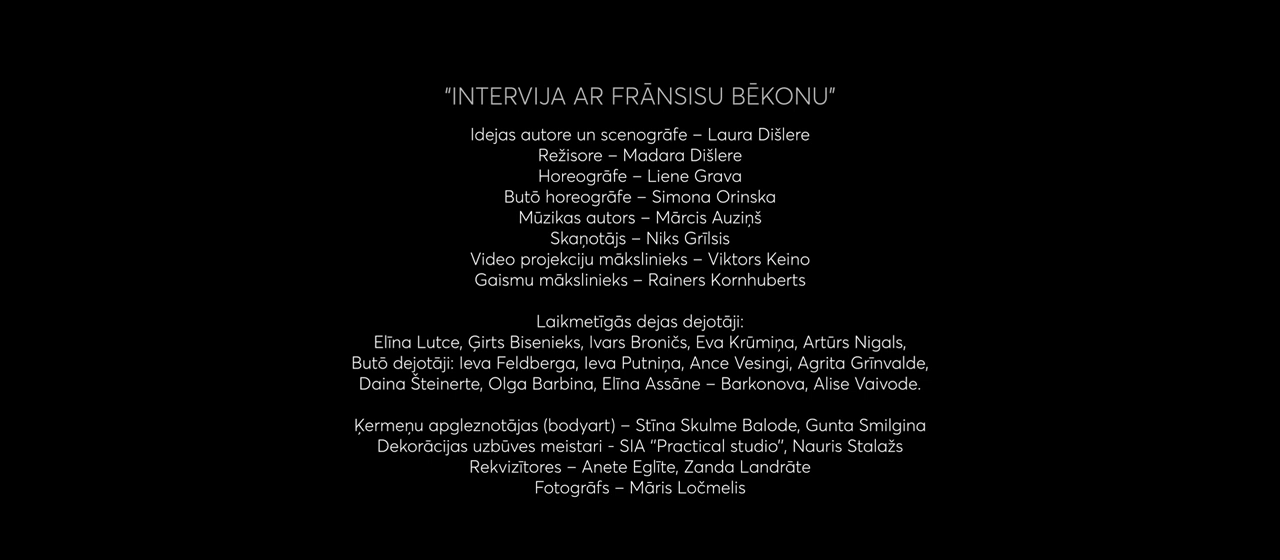 "INTERVIJA AR FRĀNSISU BĒKONU"
Idejas autore un scenogrāfe – Laura Dišlere
Režisore – Madara Dišlere
Horeogrāfe – Liene Grava
Butō horeogrāfe – Simona Orinska
Mūzikas autors – Mārcis Auziņš
Skaņotājs – Niks Grīlsis
Video projekciju mākslinieks – Viktors Keino
Gaismu mākslinieks – Rainers Kornhuberts
Laikmetīgās dejas dejotāji:
Elīna Lutce, Ģirts Bisenieks, Ivars Broničs, Eva Krūmiņa, Artūrs Nigals,
Butō dejotāji: Ieva Feldberga, Ieva Putniņa, Ance Vesingi, Agrita Grīnvalde,
Daina Šteinerte, Olga Barbina, Elīna Assāne – Barkonova, Alise Vaivode.
Ķermeņu apgleznotājas (bodyart) – Stīna Skulme Balode, Gunta Smilgina
Dekorācijas uzbūves meistari - SIA "Practical studio", Nauris Stalažs
Rekvizītores – Anete Eglīte, Zanda Landrāte
Fotogrāfs – Māris Ločmelis